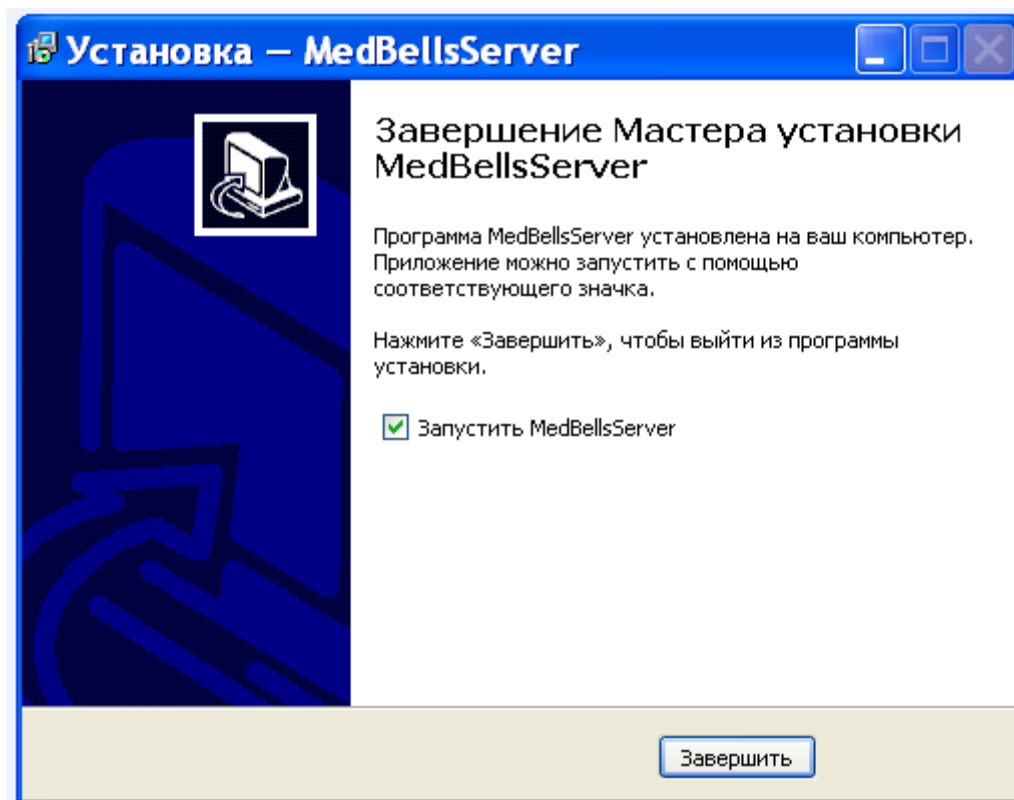 Установка — MedBellsServer
Завершение Мастера установки
MedBellsServer
Программа MedBellsServer установлена на ваш компьютер.
Приложение можно запустить с помощью
соответствующего значка.
Нажмите «Завершить», чтобы выйти из программы
установки.
Запустить MedBellsServer
Завершить